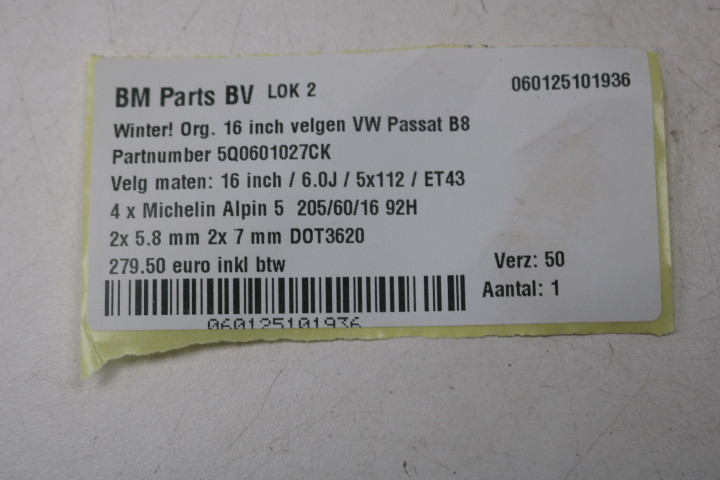 BM Parts BV LOK 2 060125101936
Winter! Org. 16 inch velgen VW Passat B8
Partnumber 5Q0601027CK
Velg maten: 16 inch / 6.0J / 5x112 / ET43
4 x Michelin Alpin 5 205/60/16 92H
2x 5.8 mm 2x 7 mm DOT3620
279.50 euro inkl btw Verz: 50
Aantal: 1
060125101936